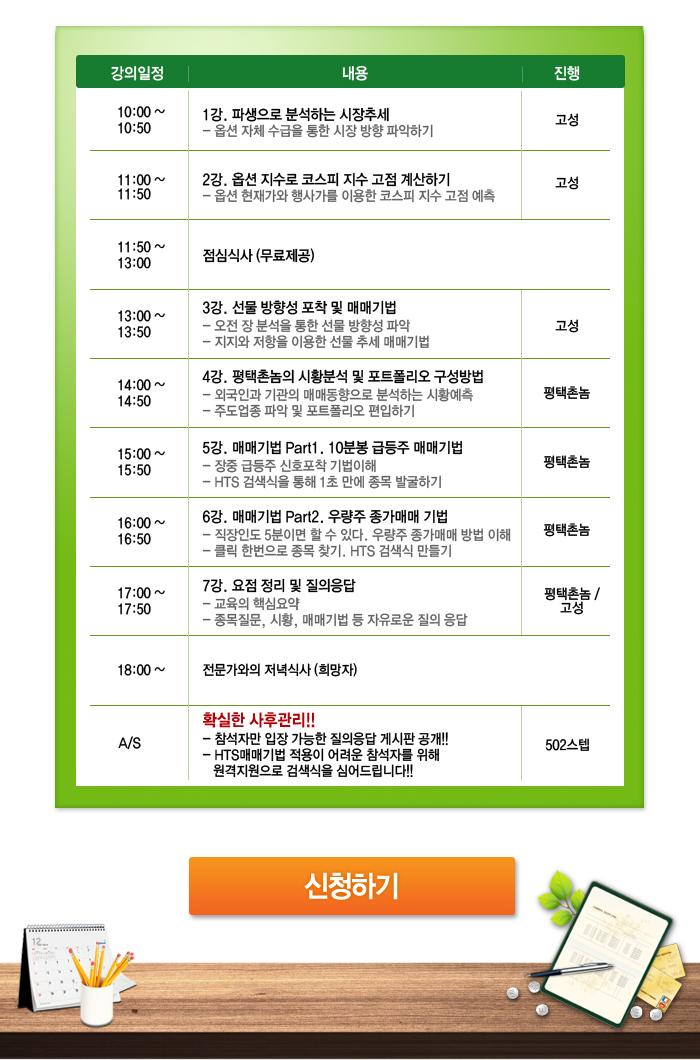 강의일정 내용 진행
10:00 ~
10:50
1강. 파생으로 분석하는 시장추세
- 옵션 자체 수급을 통한 시장 방향 파악하기
고성
11:00 ~
11:50
2강. 옵션 지수로 코스피 지수 고점 계산하기
- 옵션 현재가와 행사가를 이용한 코스피 지수 고점 예측
고성
11:50 ~
13:00
점심식사 (무료제공)
13:00 ~
13:50
3강. 선물 방향성 포착 및 매매기법
- 오전 장 분석을 통한 선물 방향성 파악
- 지지와 저항을 이용한 선물 추세 매매기법
고성
14:00 ~
14:50
4강. 평택촌놈의 시황분석 및 포트폴리오 구성방법
- 외국인과 기관의 매매동향으로 분석하는 시황예측
- 주도업종 파악 및 포트폴리오 편입하기
평택촌놈
15:00 ~
15:50
5강. 매매기법 Part1. 10분봉 급등주 매매기법
- 장중 급등주 신호포착 기법이해
- HTS 검색식을 통해 1초 만에 종목 발굴하기
평택촌놈
16:00 ~
16:50
6강. 매매기법 Part2. 우량주 종가매매 기법
- 직장인도 5분이면 할 수 있다. 우량주 종가매매 방법 이해
- 클릭 한번으로 종목 찾기. HTS 검색식 만들기
평택촌놈
17:00 ~
17:50
7강. 요점 정리 및 질의응답
- 교육의 핵심요약
- 종목질문, 시황, 매매기법 등 자유로운 질의 응답
평택촌놈 /
고성
18:00 ~
전문가와의 저녁식사 (희망자)
A/S
확실한 사후관리!!
- 참석자만 입장 가능한 질의응답 게시판 공개!!
- HTS매매기법 적용이 어려운 참석자를 위해
원격지원으로 검색식을 심어드립니다!!
502스텝
신청하기
12